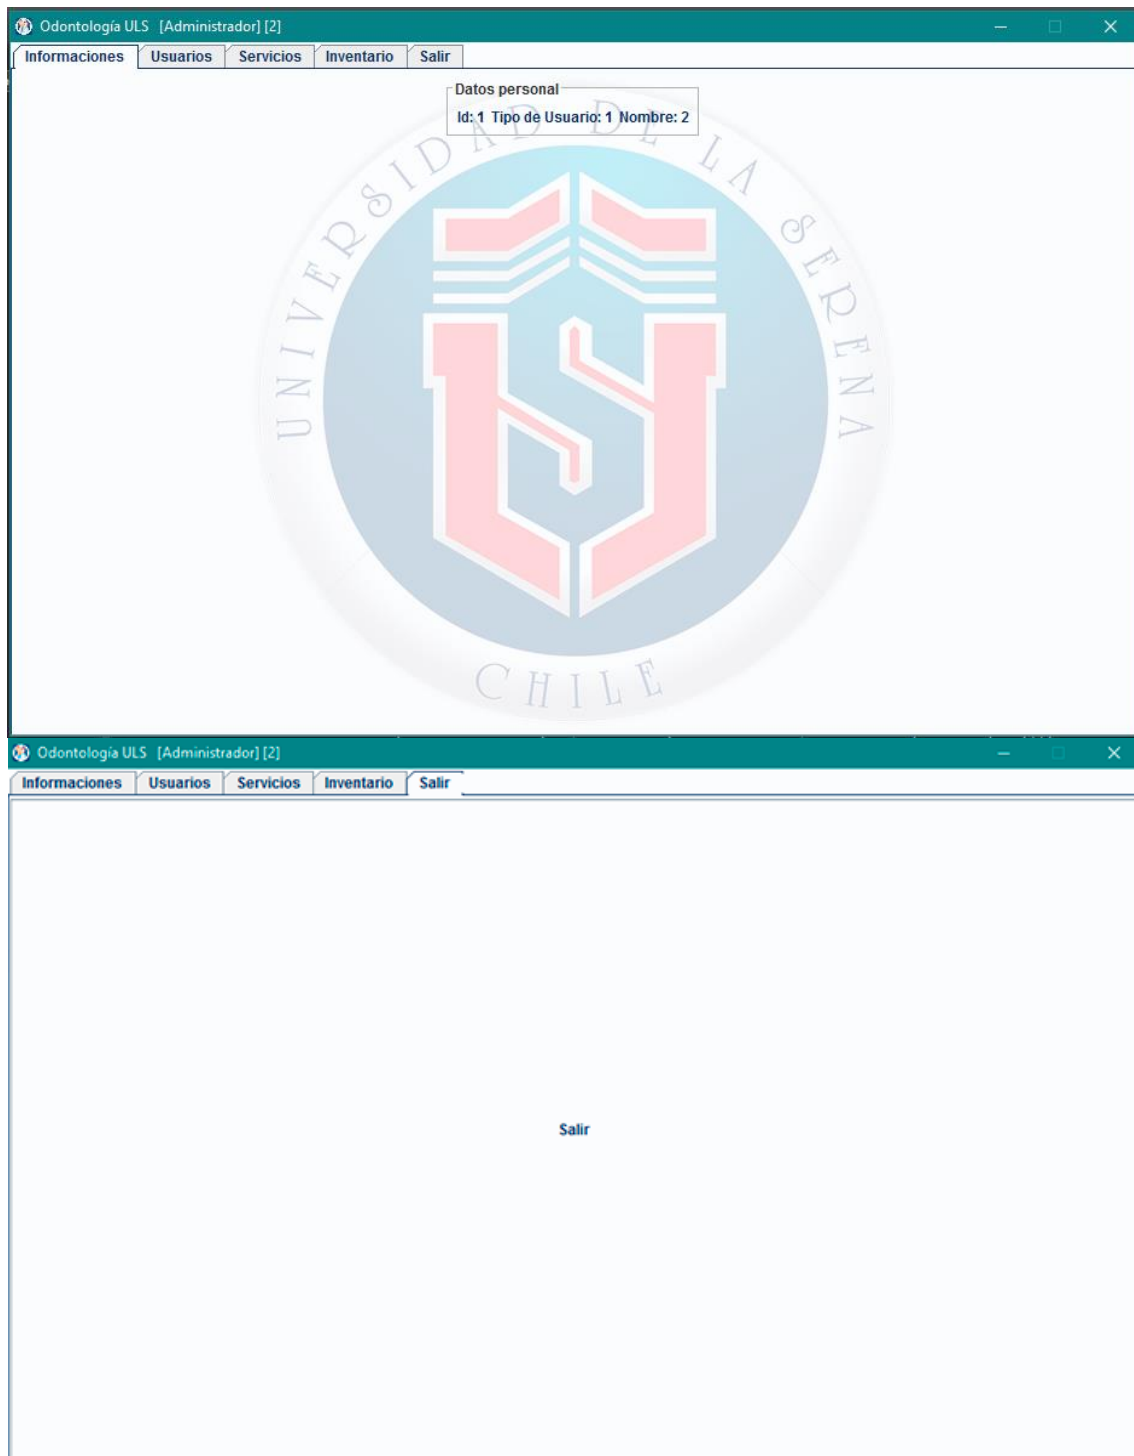 Odontología ULS [Administrador] [2]
Informaciones Usuarios Servicios Inventario Salir
Datos personal
Id: 1 Tipo de Usuario: 1 Nombre: 2
UNIVERSIDAD DE LA SERENA
CHILE
Odontología ULS [Administrador] [2]
Informaciones Usuarios Servicios Inventario Salir
Salir